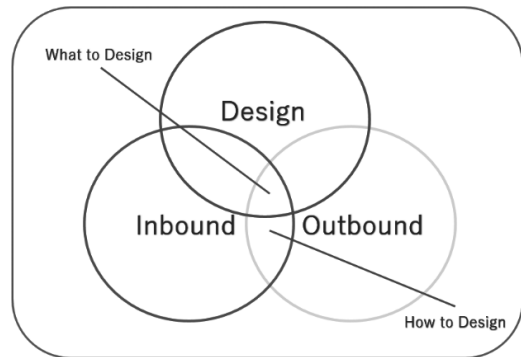 What to Design
Design
Inbound
Outbound
How to Design